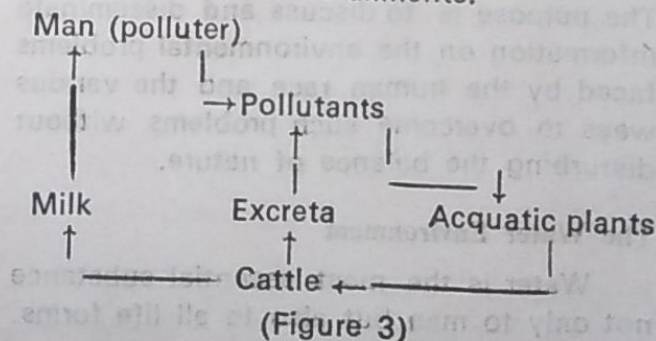 Man (polluter)
→Pollutants
Milk
Excreta
Acquatic plants
Cattle
(Figure 3)